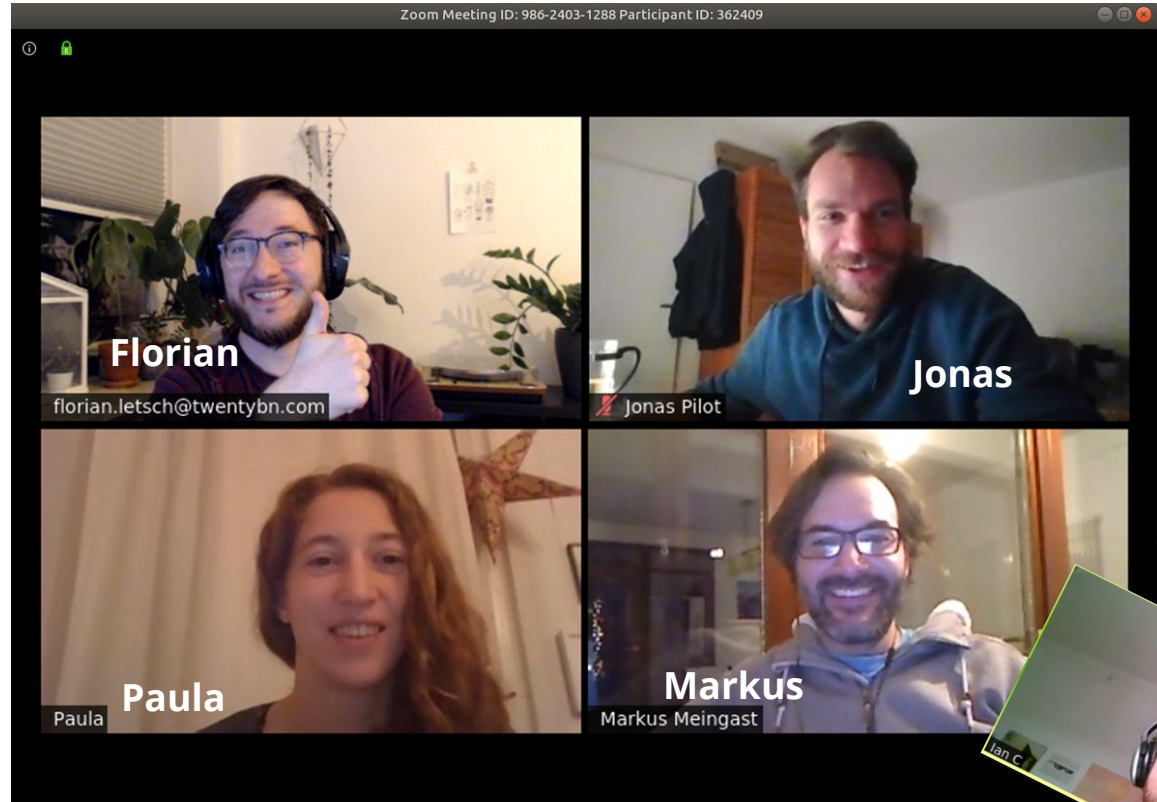 Zoom Meeting ID: 986-2403-1288 Participant ID: 362409
Florian
florian.letsch@twentybn.com
Jonas
Jonas Pilot
Paula
Paula
Markus
Markus Meingast
Ian C